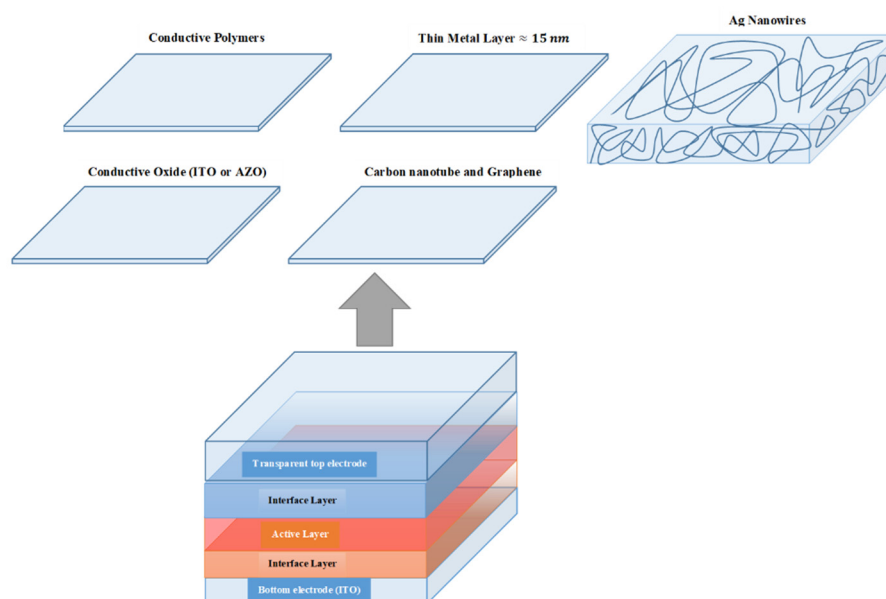 Ag Nanowires
Conductive Polymers
Thin Metal Layer ≈ 15 nm
Conductive Oxide (ITO or AZO)
Carbon nanotube and Graphene
Transparent top electrode
Interface Layer
Active Layer
Interface Layer
Bottom electrode (ITO)